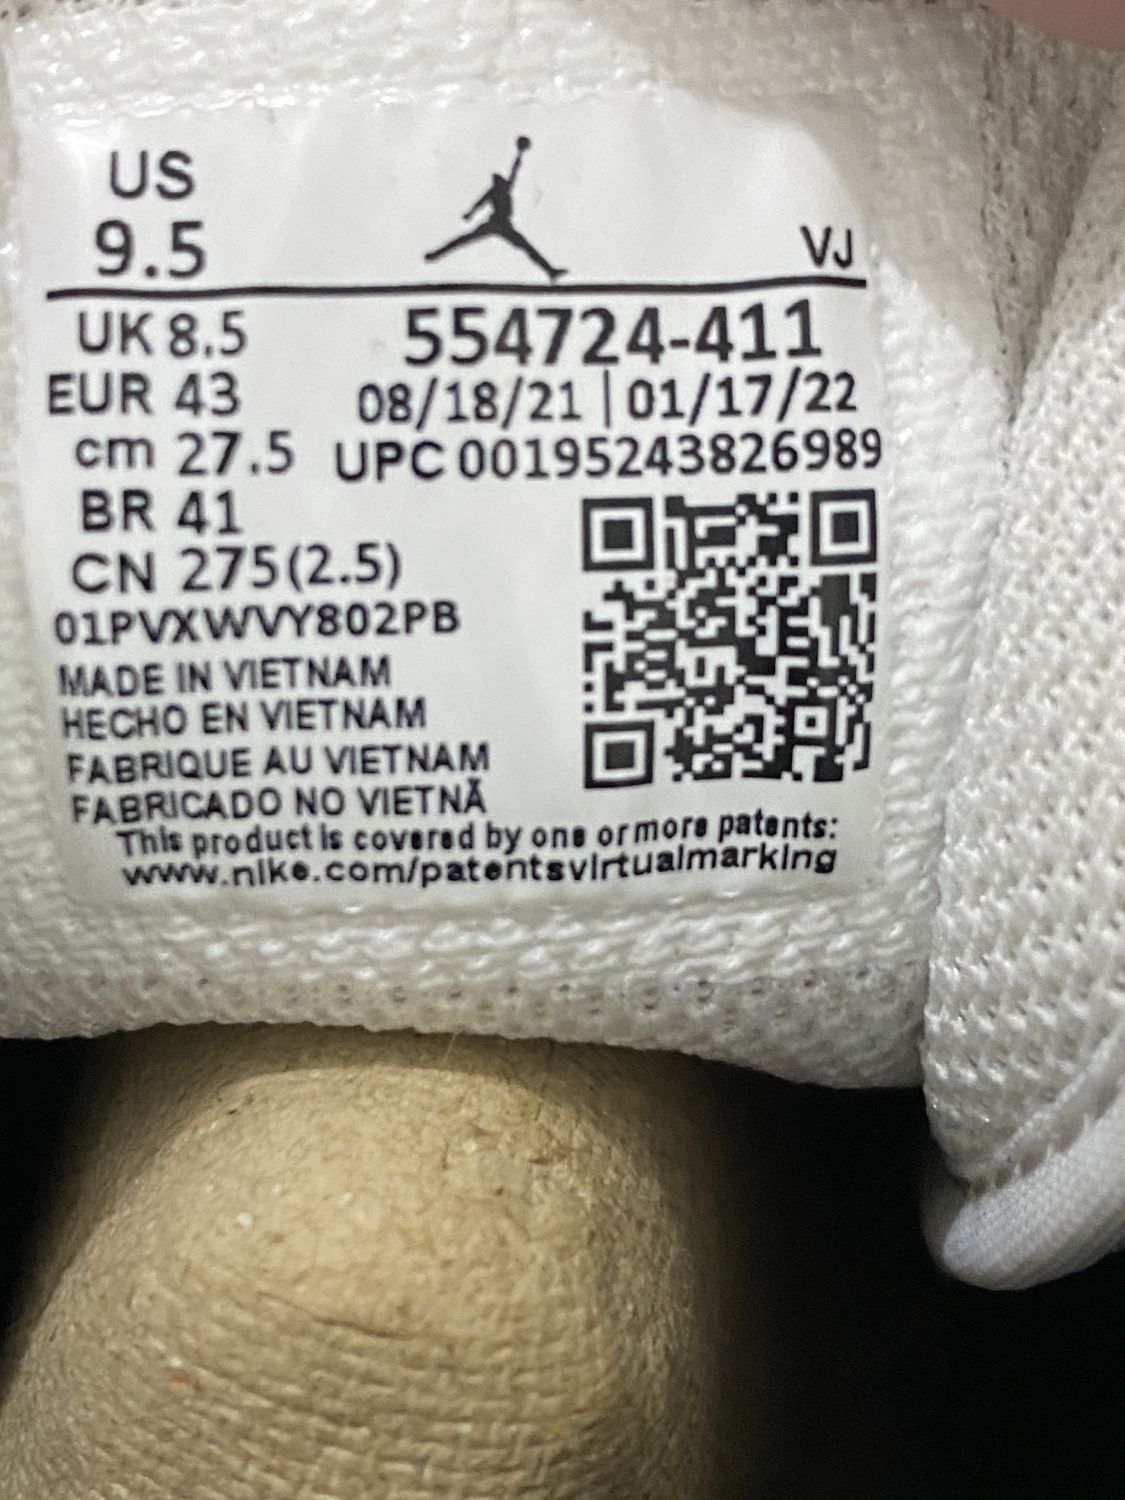 US
9.5
VJ
UK 8.5
554724-411
EUR 43
08/18/21 | 01/17/22
cm 27.5
UPC 00195243826989
BR 41
CN 275(2.5)
01PVXWVY802PB
MADE IN VIETNAM
HECHO EN VIETNAM
FABRIQUE AU VIETNAM
FABRICADO NO VIETNÃ
This product is covered by one or more patents:
www.nike.com/patentsvirtualmarking